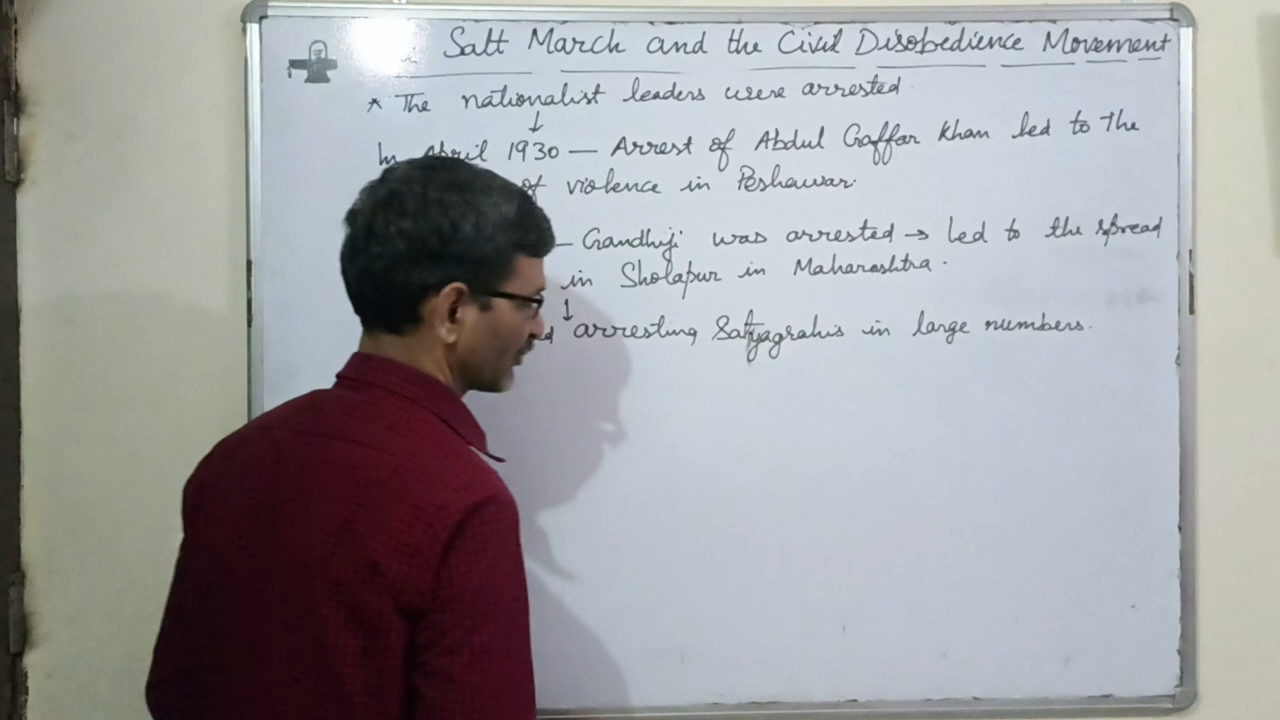 Salt March and the Civil Disobedience Movement
* The nationalist leaders were arrested
↓
In April 1930 — Arrest of Abdul Gaffar Khan led to the
of violence in Peshawar.
— Gandhiji was arrested → led to the spread
in Sholapur in Maharashtra.
↓
arresting Satyagrahis in large numbers.